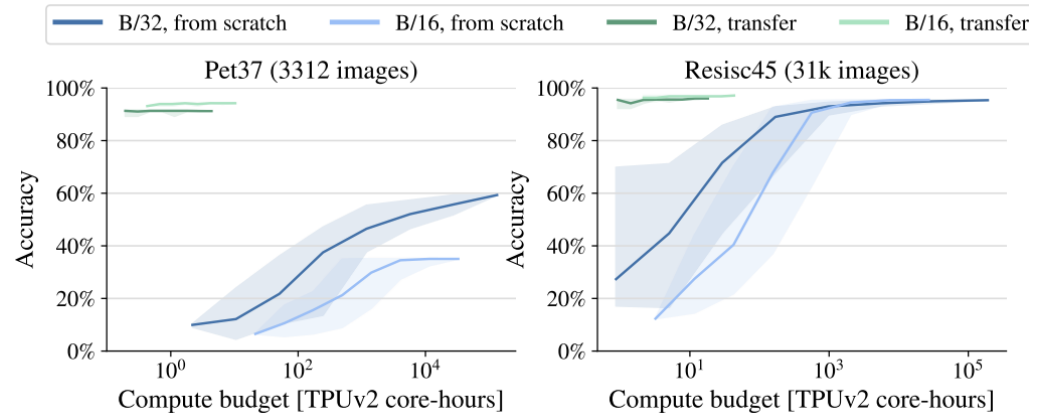 B/32, from scratch B/16, from scratch B/32, transfer B/16, transfer
Pet37 (3312 images)
100%
80%
60%
40%
20%
0%
Accuracy
10^0 10^2 10^4
Compute budget [TPUv2 core-hours]
Resisc45 (31k images)
100%
80%
60%
40%
20%
0%
Accuracy
10^1 10^3 10^5
Compute budget [TPUv2 core-hours]